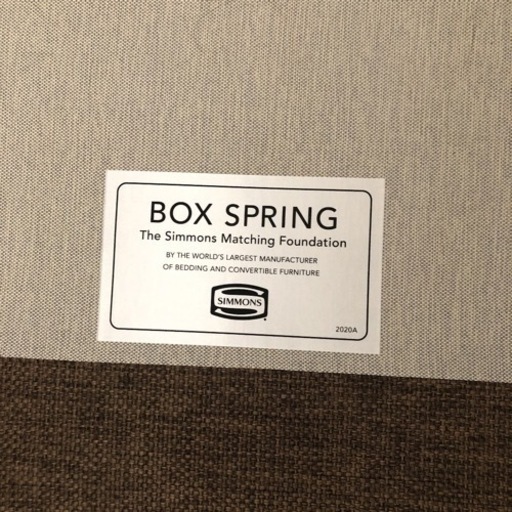 BOX SPRING
The Simmons Matching Foundation
BY THE WORLD'S LARGEST MANUFACTURER
OF BEDDING AND CONVERTIBLE FURNITURE
SIMMONS
2020A